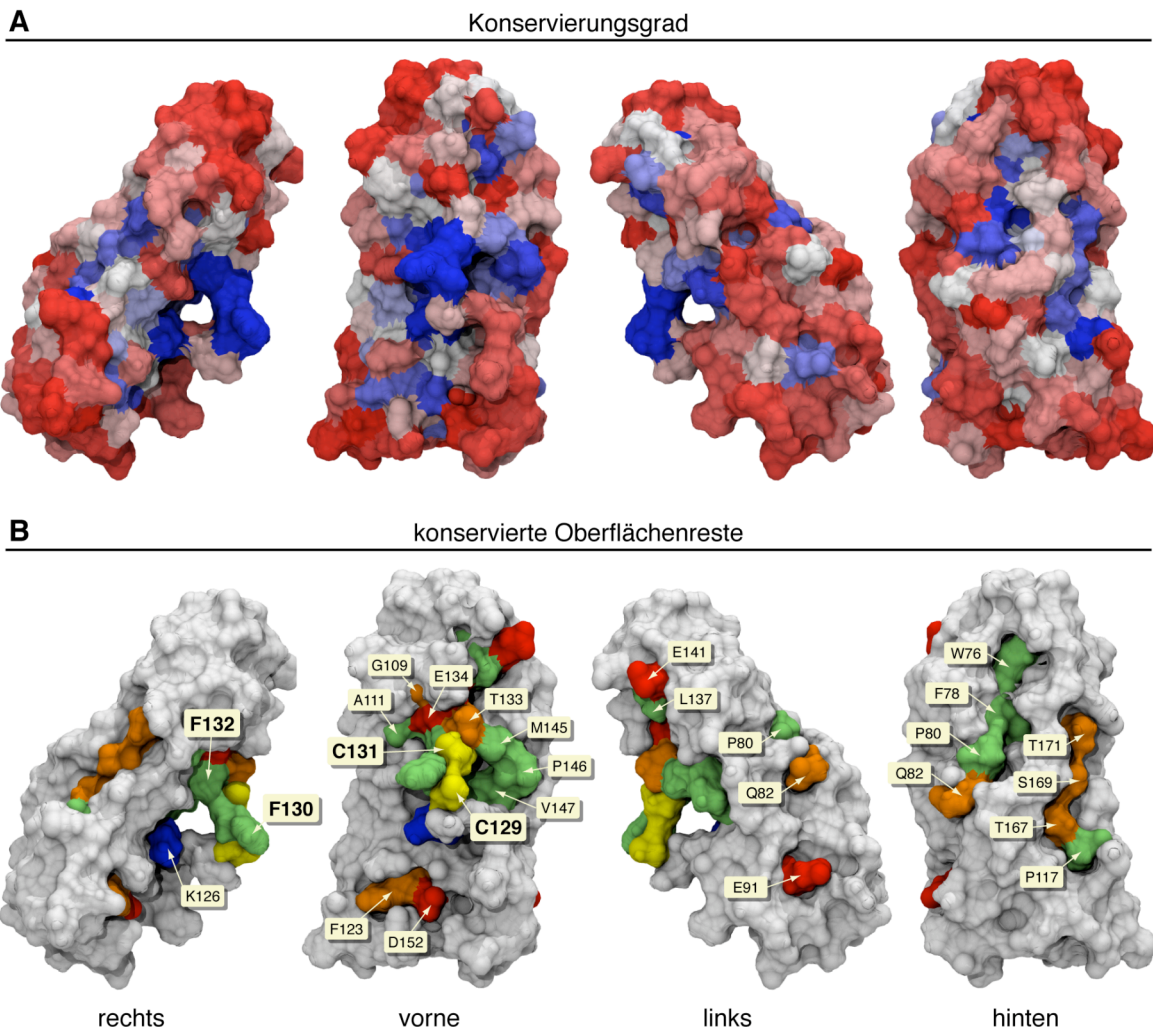 A
Konservierungsgrad
B
konservierte Oberflächenreste
F132
F130
K126
G109
E134
A111
T133
C131
M145
P146
V147
C129
F123
D152
E141
L137
P80
Q82
E91
W76
F78
P80
T171
Q82
S169
T167
P117
rechts
vorne
links
hinten